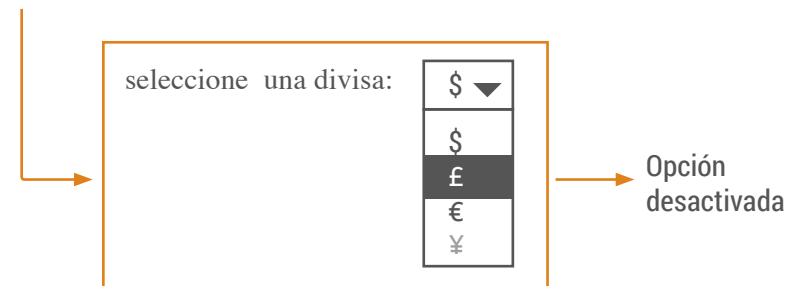 seleccione una divisa:
$
$
£
€
¥
Opción
desactivada